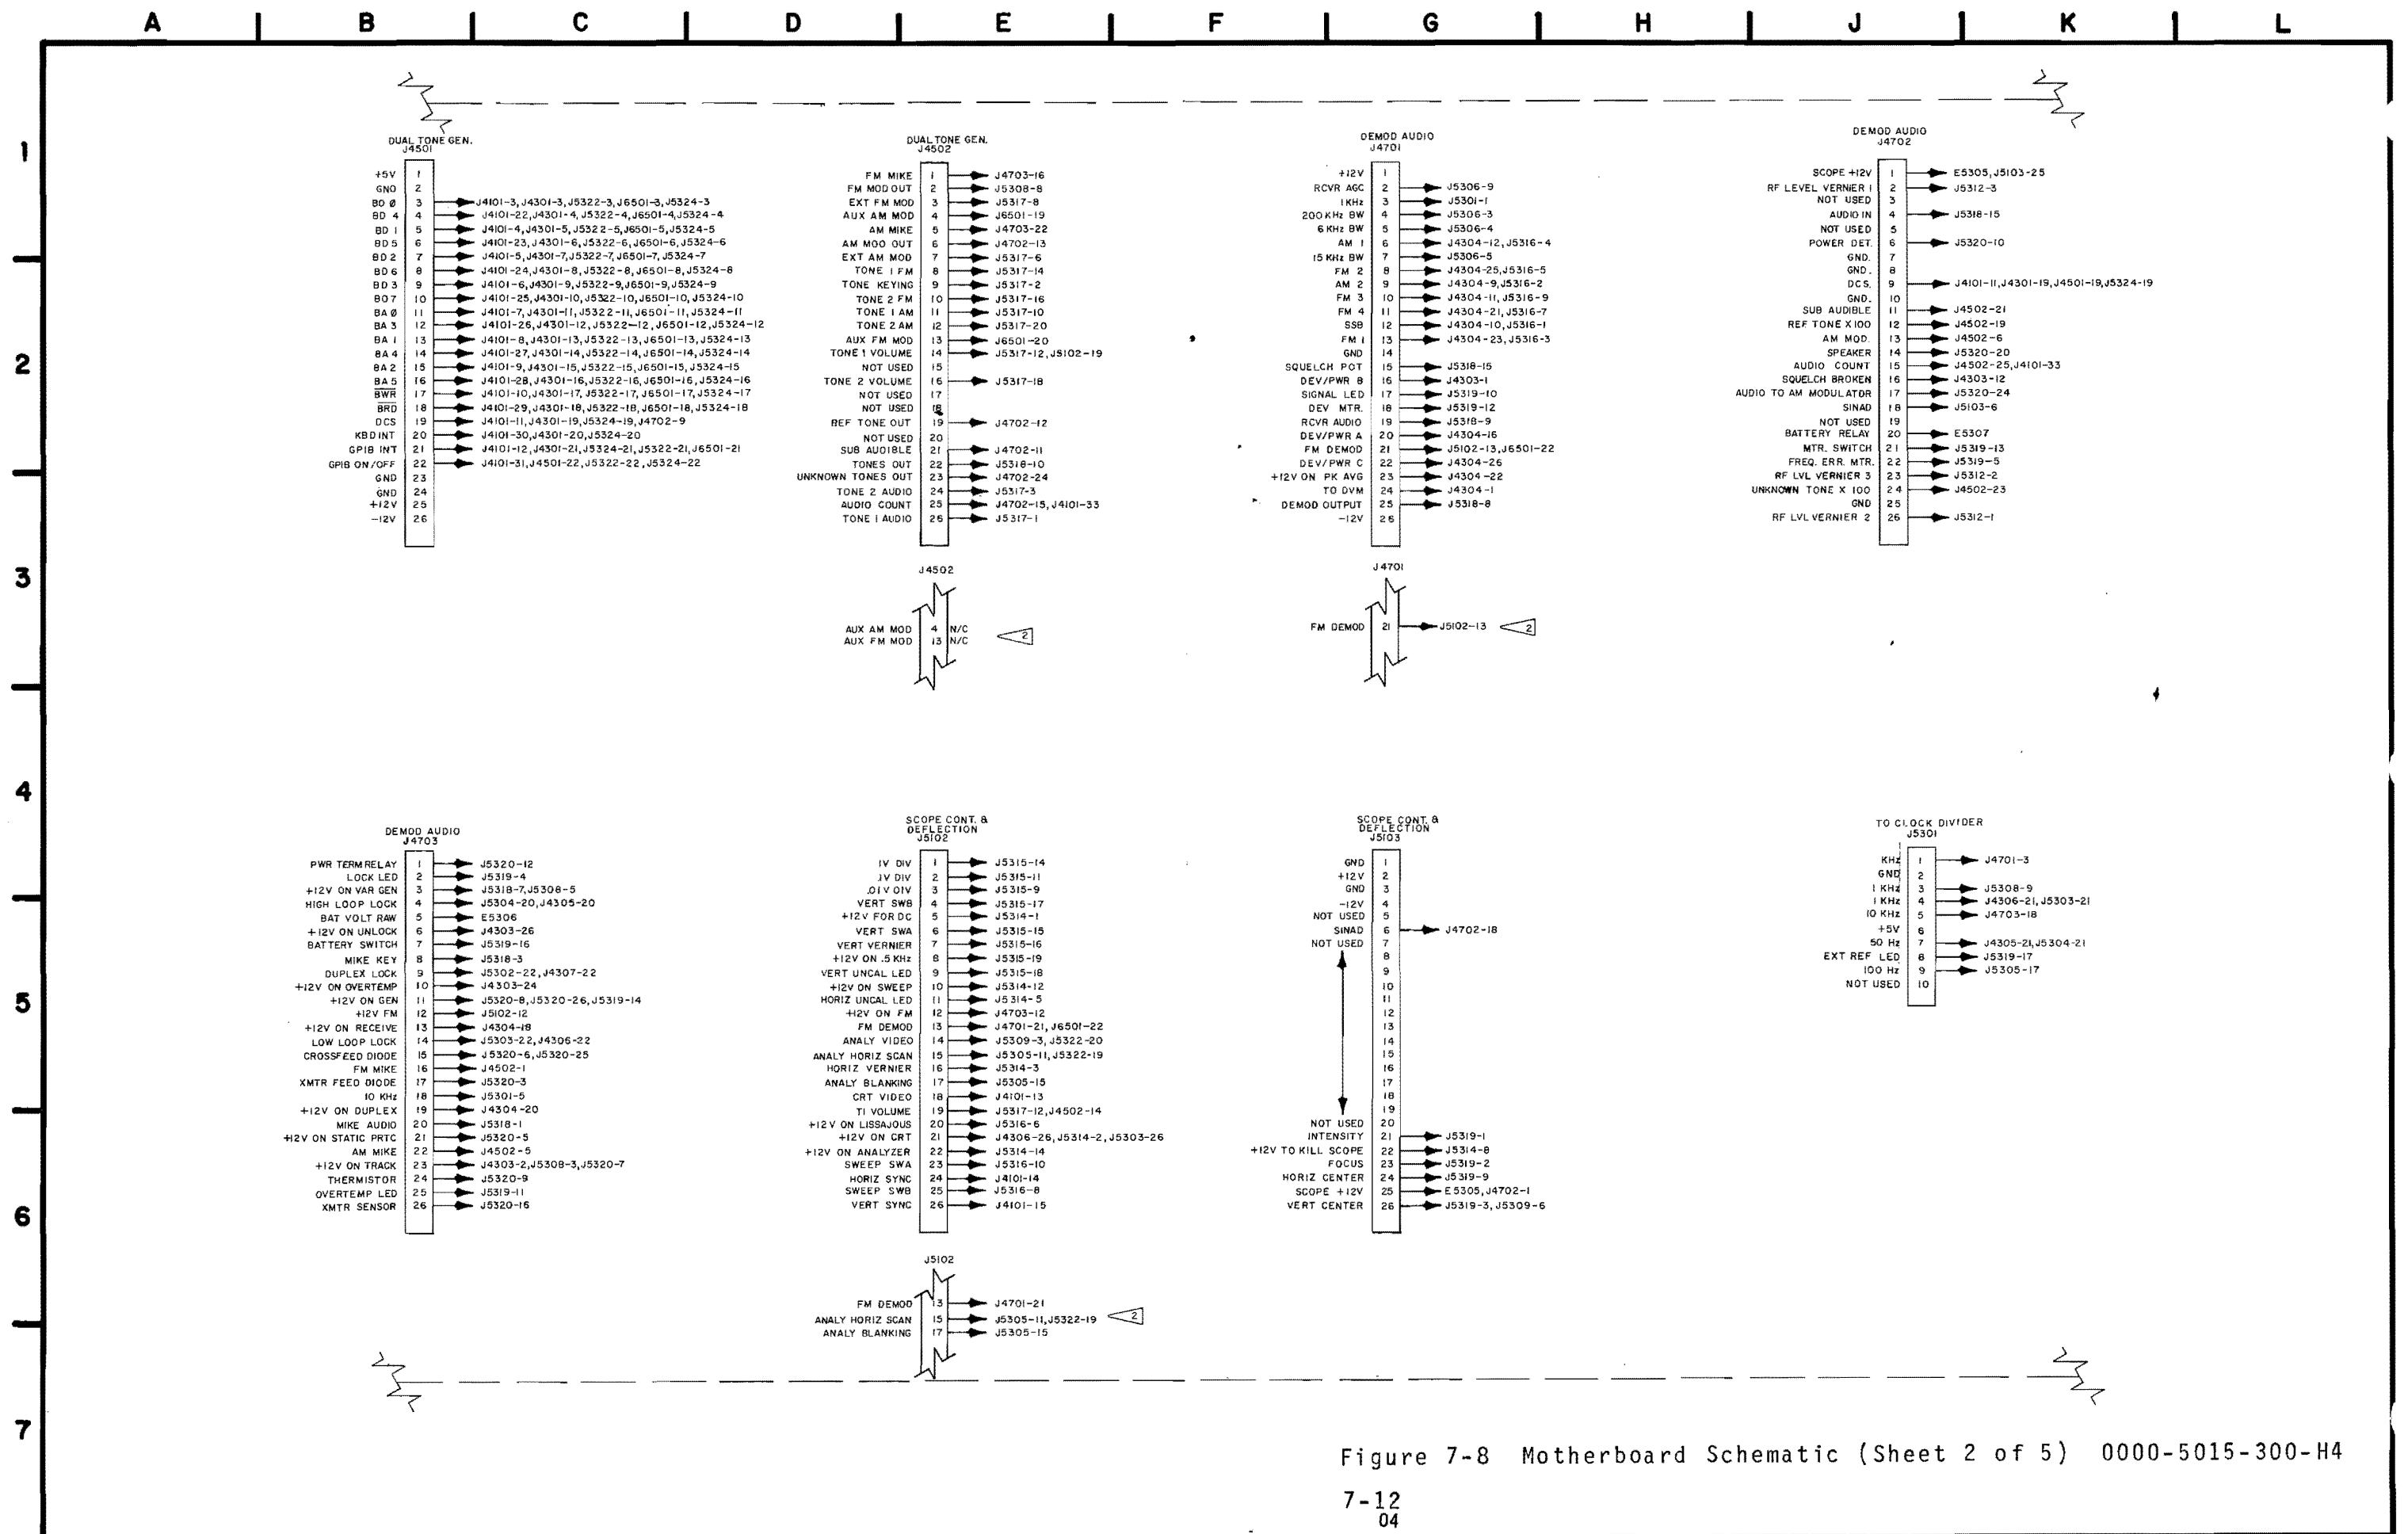 A B C D E F G H J K L
1
2
3
4
5
6
7
DUAL TONE GEN.
J4501
+5V 1
GND 2
BD Ø 3 J4101-3,J4301-3,J5322-3,J6501-3,J5324-3
BD 4 4 J4101-22,J4301-4,J5322-4,J6501-4,J5324-4
BD 1 5 J4101-4,J4301-5,J5322-5,J6501-5,J5324-5
BD 5 6 J4101-23,J4301-6,J5322-6,J6501-6,J5324-6
BD 2 7 J4101-5,J4301-7,J5322-7,J6501-7,J5324-7
BD 6 8 J4101-24,J4301-8,J5322-8,J6501-8,J5324-8
BD 3 9 J4101-6,J4301-9,J5322-9,J6501-9,J5324-9
BD 7 10 J4101-25,J4301-10,J5322-10,J6501-10,J5324-10
BA Ø 11 J4101-7,J4301-11,J5322-11,J6501-11,J5324-11
BA 3 12 J4101-26,J4301-12,J5322-12,J6501-12,J5324-12
BA 1 13 J4101-8,J4301-13,J5322-13,J6501-13,J5324-13
BA 4 14 J4101-27,J4301-14,J5322-14,J6501-14,J5324-14
BA 2 15 J4101-9,J4301-15,J5322-15,J6501-15,J5324-15
BA 5 16 J4101-28,J4301-16,J5322-16,J6501-16,J5324-16
BWR 17 J4101-10,J4301-17,J5322-17,J6501-17,J5324-17
BRD 18 J4101-29,J4301-18,J5322-18,J6501-18,J5324-18
DCS 19 J4101-11,J4301-19,J5324-19,J4702-9
KBD INT 20 J4101-30,J4301-20,J5324-20
GPIB INT 21 J4101-12,J4301-21,J5324-21,J5322-21,J6501-21
GPIB ON/OFF 22 J4101-31,J4501-22,J5322-22,J5324-22
GND 23
GND 24
+12V 25
-12V 26
DUAL TONE GEN.
J4502
FM MIKE 1 J4703-16
FM MOD OUT 2 J5308-8
EXT FM MOD 3 J5317-8
AUX AM MOD 4 J6501-19
AM MIKE 5 J4703-22
AM MOD OUT 6 J4702-13
EXT AM MOD 7 J5317-6
TONE 1 FM 8 J5317-14
TONE KEYING 9 J5317-2
TONE 2 FM 10 J5317-16
TONE 1 AM 11 J5317-10
TONE 2 AM 12 J5317-20
AUX FM MOD 13 J6501-20
TONE 1 VOLUME 14 J5317-12,J5102-19
NOT USED 15
TONE 2 VOLUME 16 J5317-18
NOT USED 17
NOT USED 18
REF TONE OUT 19 J4702-12
NOT USED 20
SUB AUDIBLE 21 J4702-11
TONES OUT 22 J5318-10
UNKNOWN TONES OUT 23 J4702-24
TONE 2 AUDIO 24 J5317-3
AUDIO COUNT 25 J4702-15,J4101-33
TONE 1 AUDIO 26 J5317-1
J4502
AUX AM MOD 4 N/C
AUX FM MOD 13 N/C
2
DEMOD AUDIO
J4701
+12V 1
RCVR AGC 2 J5306-9
1KHz 3 J5301-1
200KHz BW 4 J5306-3
6 KHz BW 5 J5306-4
AM 1 6 J4304-12,J5316-4
15 KHz BW 7 J5306-5
FM 2 8 J4304-25,J5316-5
AM 2 9 J4304-9,J5316-2
FM 3 10 J4304-11,J5316-9
FM 4 11 J4304-21,J5316-7
SSB 12 J4304-10,J5316-1
FM 1 13 J4304-23,J5316-3
GND 14
SQUELCH POT 15 J5318-15
DEV/PWR B 16 J4303-1
SIGNAL LED 17 J5319-10
DEV MTR. 18 J5319-12
RCVR AUDIO 19 J5318-9
DEV/PWR A 20 J4304-16
FM DEMOD 21 J5102-13,J6501-22
DEV/PWR C 22 J4304-26
+12V ON PK AVG 23 J4304-22
TO DVM 24 J4304-1
DEMOD OUTPUT 25 J5318-8
-12V 26
J4701
FM DEMOD 21 J5102-13
2
DEMOD AUDIO
J4702
SCOPE +12V 1 E5305,J5103-25
RF LEVEL VERNIER 1 2 J5312-3
NOT USED 3
AUDIO IN 4 J5318-15
NOT USED 5
POWER DET. 6 J5320-10
GND. 7
GND. 8
DCS. 9 J4101-11,J4301-19,J4501-19,J5324-19
GND. 10
SUB AUDIBLE 11 J4502-21
REF TONE X100 12 J4502-19
AM MOD. 13 J4502-6
SPEAKER 14 J5320-20
AUDIO COUNT 15 J4502-25,J4101-33
SQUELCH BROKEN 16 J4303-12
AUDIO TO AM MODULATOR 17 J5320-24
SINAD 18 J5103-6
NOT USED 19
BATTERY RELAY 20 E5307
MTR. SWITCH 21 J5319-13
FREQ. ERR. MTR. 22 J5319-5
RF LVL VERNIER 3 23 J5312-2
UNKNOWN TONE X 100 24 J4502-23
GND 25
RF LVL VERNIER 2 26 J5312-1
DEMOD AUDIO
J4703
PWR TERM RELAY 1 J5320-12
LOCK LED 2 J5319-4
+12V ON VAR GEN 3 J5318-7,J5308-5
HIGH LOOP LOCK 4 J5304-20,J4305-20
BAT VOLT RAW 5 E5306
+12V ON UNLOCK 6 J4303-26
BATTERY SWITCH 7 J5319-16
MIKE KEY 8 J5318-3
DUPLEX LOCK 9 J5302-22,J4307-22
+12V ON OVERTEMP 10 J4303-24
+12V ON GEN 11 J5320-8,J5320-26,J5319-14
+12V FM 12 J5102-12
+12V ON RECEIVE 13 J4304-18
LOW LOOP LOCK 14 J5303-22,J4306-22
CROSSFEED DIODE 15 J5320-6,J5320-25
FM MIKE 16 J4502-1
XMTR FEED DIODE 17 J5320-3
10 KHz 18 J5301-5
+12V ON DUPLEX 19 J4304-20
MIKE AUDIO 20 J5318-1
+12V ON STATIC PRTC 21 J5320-5
AM MIKE 22 J4502-5
+12V ON TRACK 23 J4303-2,J5308-3,J5320-7
THERMISTOR 24 J5320-9
OVERTEMP LED 25 J5319-11
XMTR SENSOR 26 J5320-16
SCOPE CONT. &
DEFLECTION
J5102
1V DIV 1 J5315-14
.1V DIV 2 J5315-11
.01V DIV 3 J5315-9
VERT SWB 4 J5315-17
+12V FOR DC 5 J5314-1
VERT SWA 6 J5315-15
VERT VERNIER 7 J5315-16
+12V ON .5 KHz 8 J5315-19
VERT UNCAL LED 9 J5315-18
+12V ON SWEEP 10 J5314-12
HORIZ UNCAL LED 11 J5314-5
+12V ON FM 12 J4703-12
FM DEMOD 13 J4701-21,J6501-22
ANALY VIDEO 14 J5309-3,J5322-20
ANALY HORIZ SCAN 15 J5305-11,J5322-19
HORIZ VERNIER 16 J5314-3
ANALY BLANKING 17 J5305-15
CRT VIDEO 18 J4101-13
T1 VOLUME 19 J5317-12,J4502-14
+12V ON LISSAJOUS 20 J5316-6
+12V ON CRT 21 J4306-26,J5314-2,J5303-26
+12V ON ANALYZER 22 J5314-14
SWEEP SWA 23 J5316-10
HORIZ SYNC 24 J4101-14
SWEEP SWB 25 J5316-8
VERT SYNC 26 J4101-15
J5102
FM DEMOD 13 J4701-21
ANALY HORIZ SCAN 15 J5305-11,J5322-19
ANALY BLANKING 17 J5305-15
2
SCOPE CONT. &
DEFLECTION
J5103
GND 1
+12V 2
GND 3
-12V 4
NOT USED 5
SINAD 6 J4702-18
NOT USED 7
8
9
10
11
12
13
14
15
16
17
18
19
NOT USED 20
INTENSITY 21 J5319-1
+12V TO KILL SCOPE 22 J5314-8
FOCUS 23 J5319-2
HORIZ CENTER 24 J5319-9
SCOPE +12V 25 E5305,J4702-1
VERT CENTER 26 J5319-3,J5309-6
TO CLOCK DIVIDER
J5301
KHz 1 J4701-3
GND 2
1 KHz 3 J5308-9
1 KHz 4 J4306-21,J5303-21
10 KHz 5 J4703-18
+5V 6
50 Hz 7 J4305-21,J5304-21
EXT REF LED 8 J5319-17
100 Hz 9 J5305-17
NOT USED 10
Figure 7-8 Motherboard Schematic (Sheet 2 of 5) 0000-5015-300-H4
7-12
04